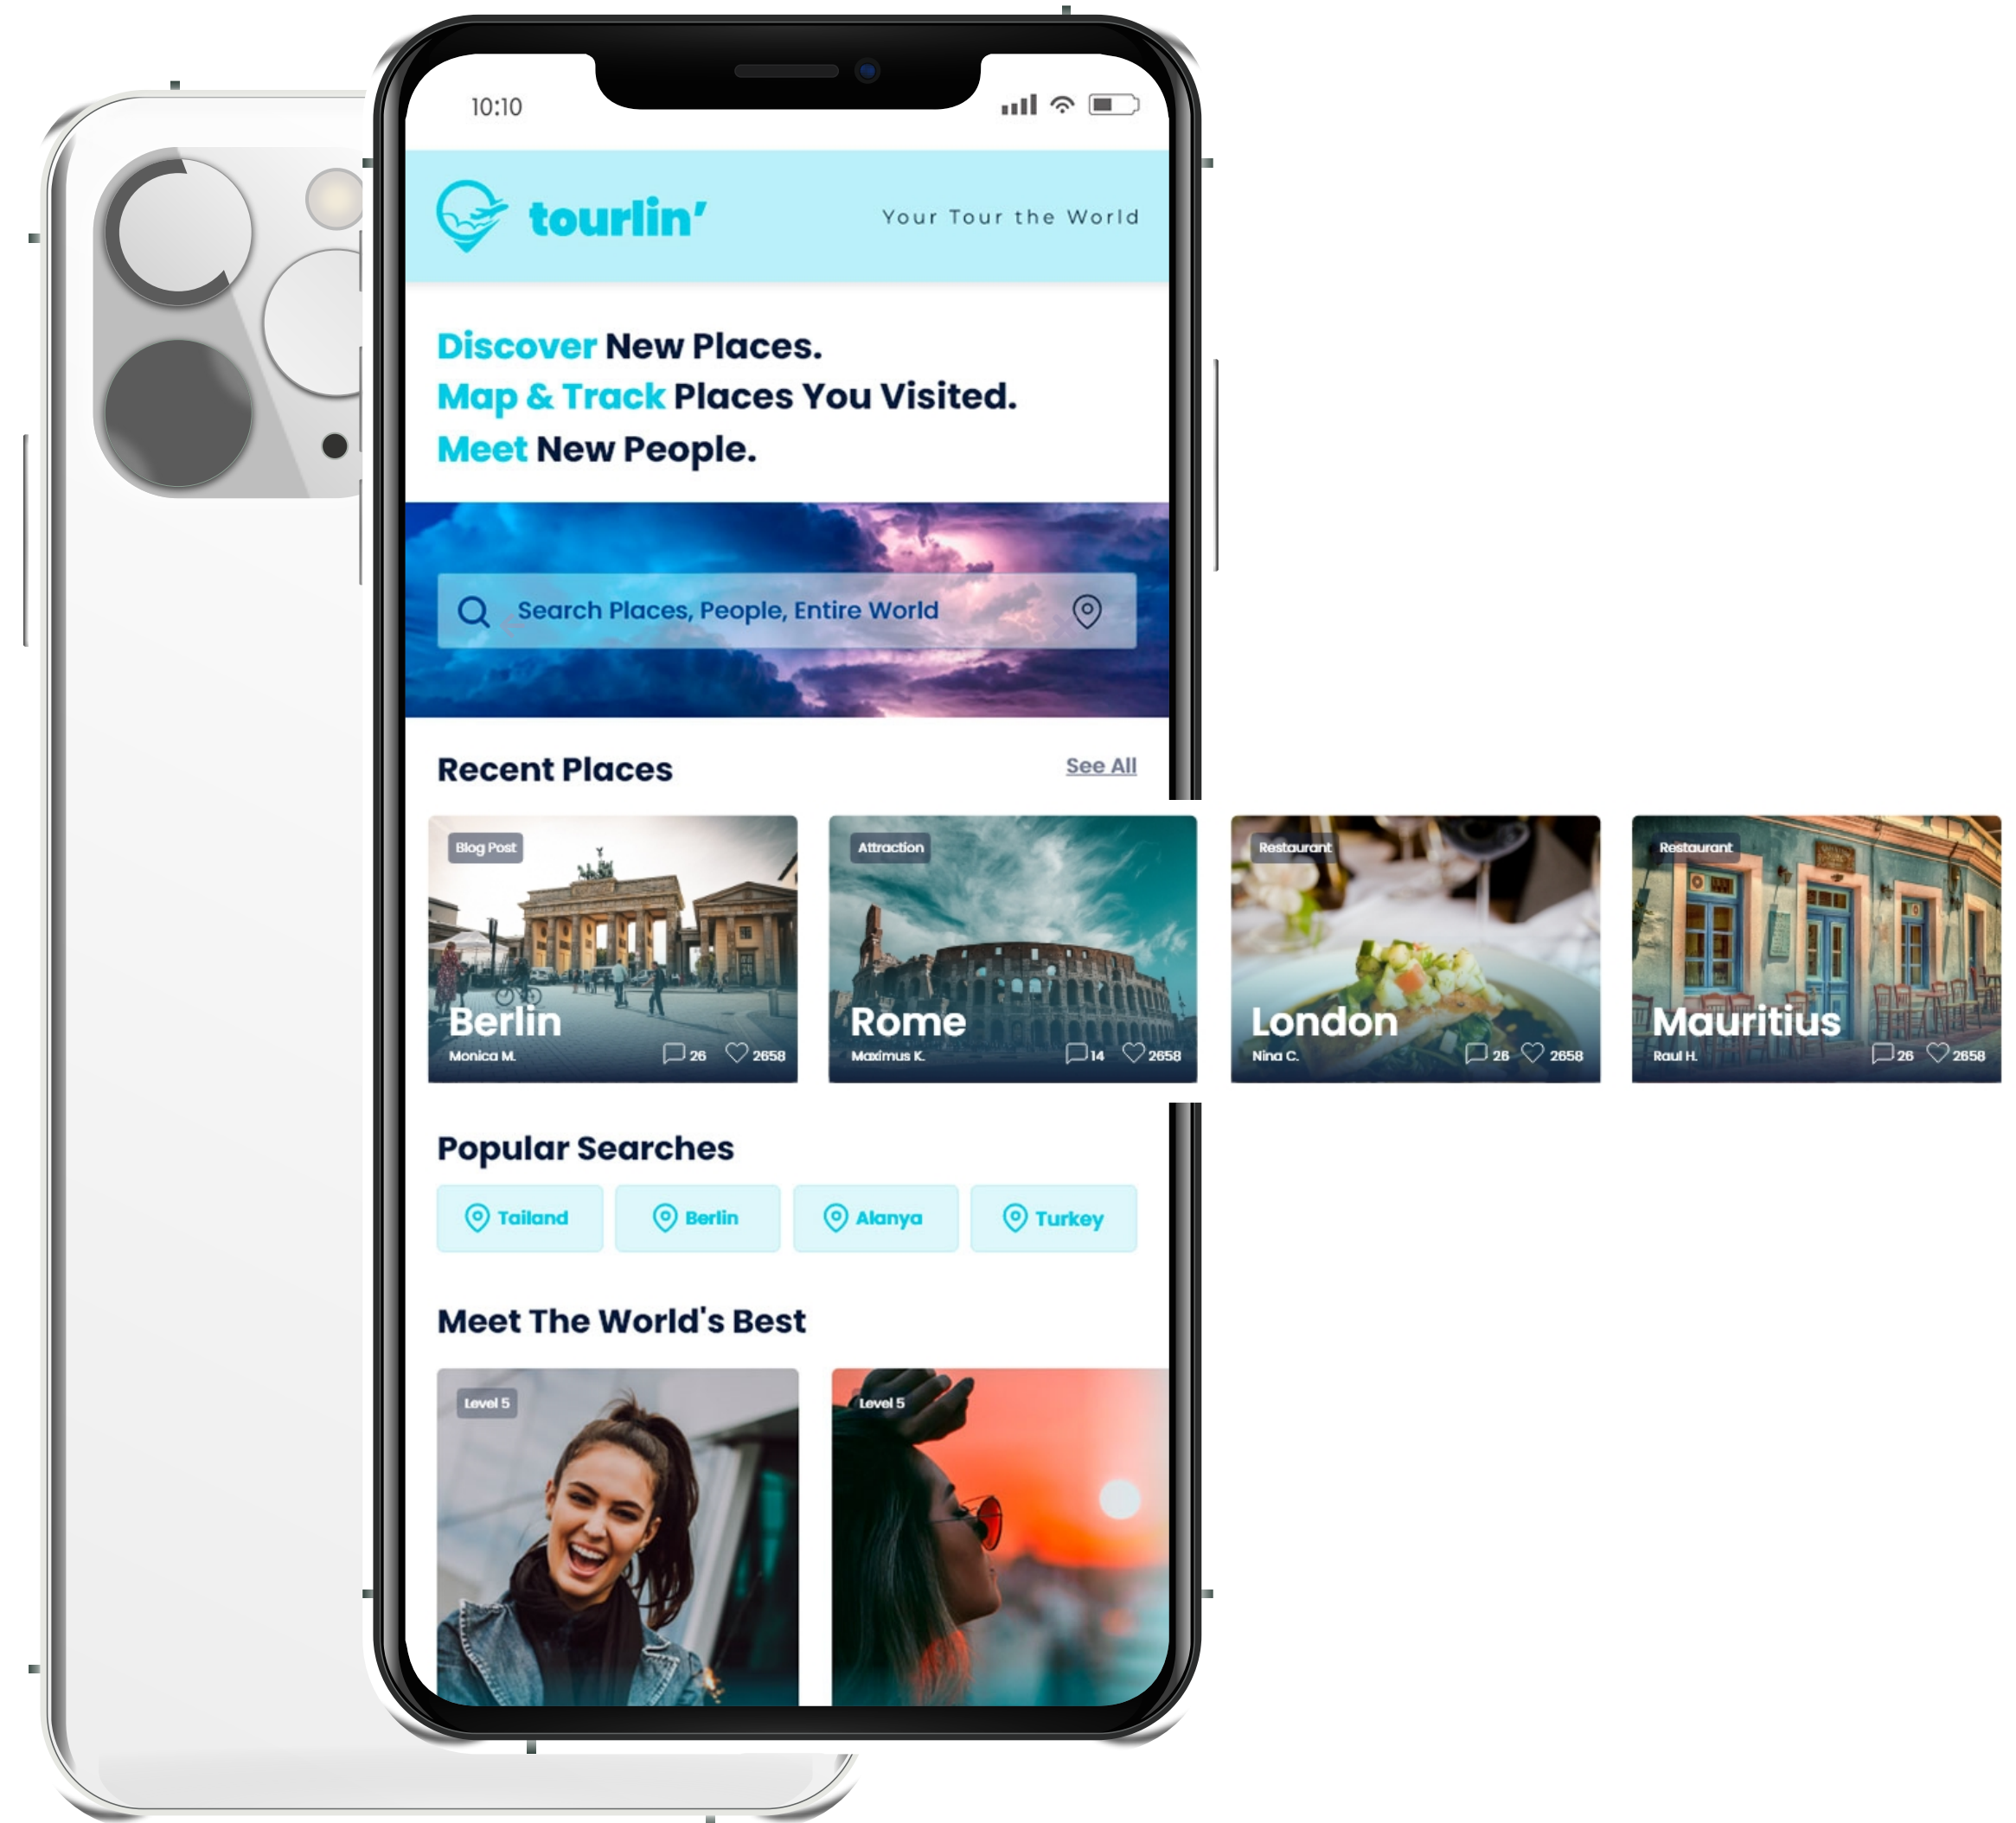 10:10
tourlin'
Your Tour the World
Discover New Places.
Map & Track Places You Visited.
Meet New People.
Search Places, People, Entire World
Recent Places
See All
Blog Post
Berlin
Monica M.
26
2658
Attraction
Rome
Maximus K.
14
2658
Restaurant
London
Nina C.
26
2658
Restaurant
Mauritius
Raul H.
26
2658
Popular Searches
Tailand
Berlin
Alanya
Turkey
Meet The World's Best
Level 5
Level 5